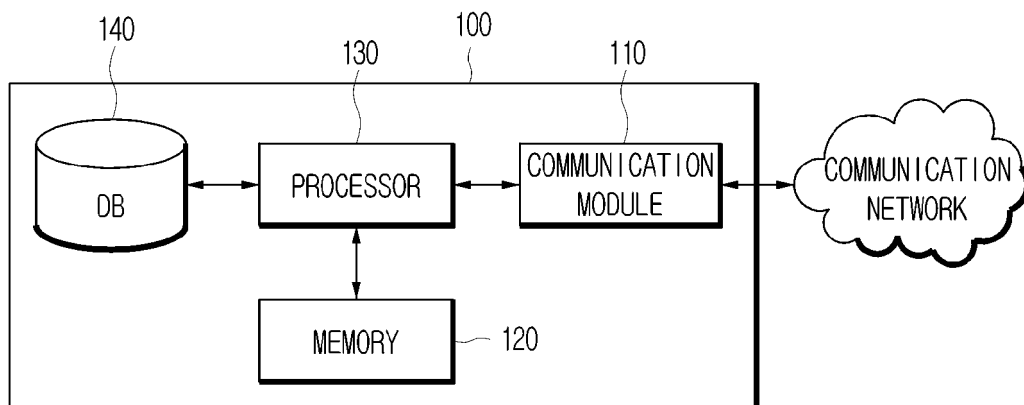 140
130
100
110
DB
PROCESSOR
COMMUNICATION
MODULE
COMMUNICATION
NETWORK
MEMORY
120